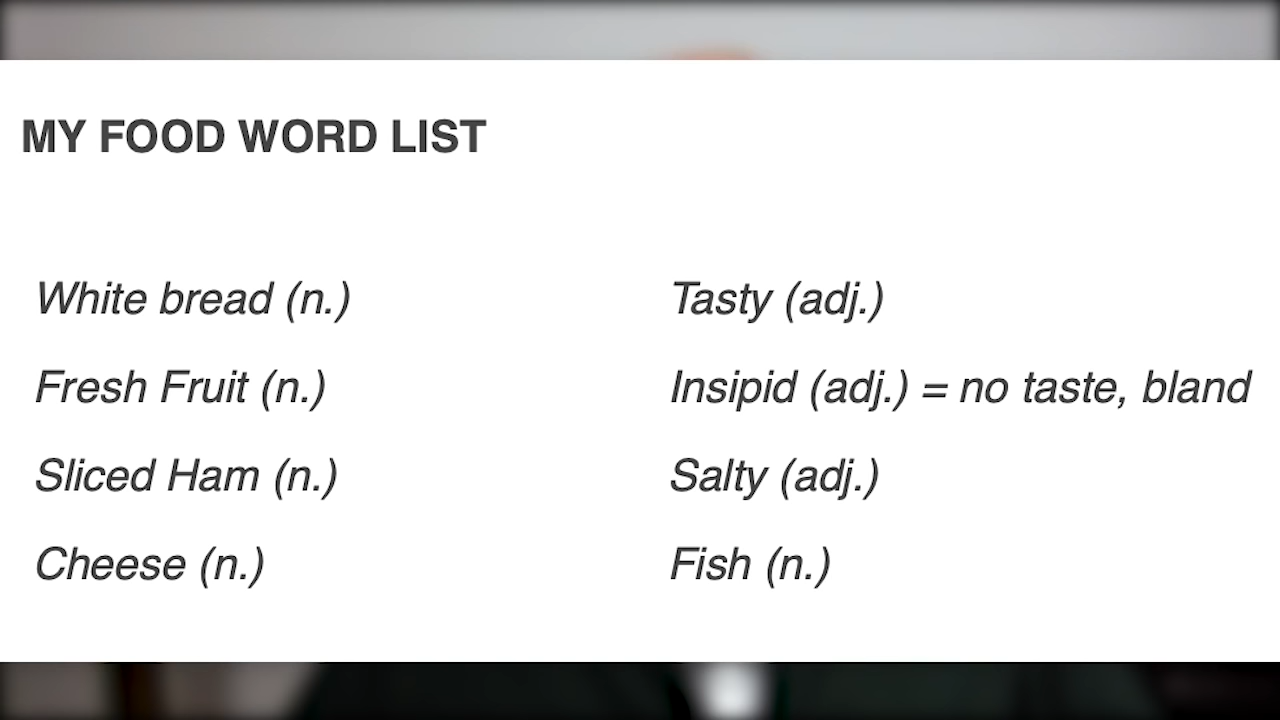 MY FOOD WORD LIST
White bread (n.)
Fresh Fruit (n.)
Sliced Ham (n.)
Cheese (n.)
Tasty (adj.)
Insipid (adj.) = no taste, bland
Salty (adj.)
Fish (n.)